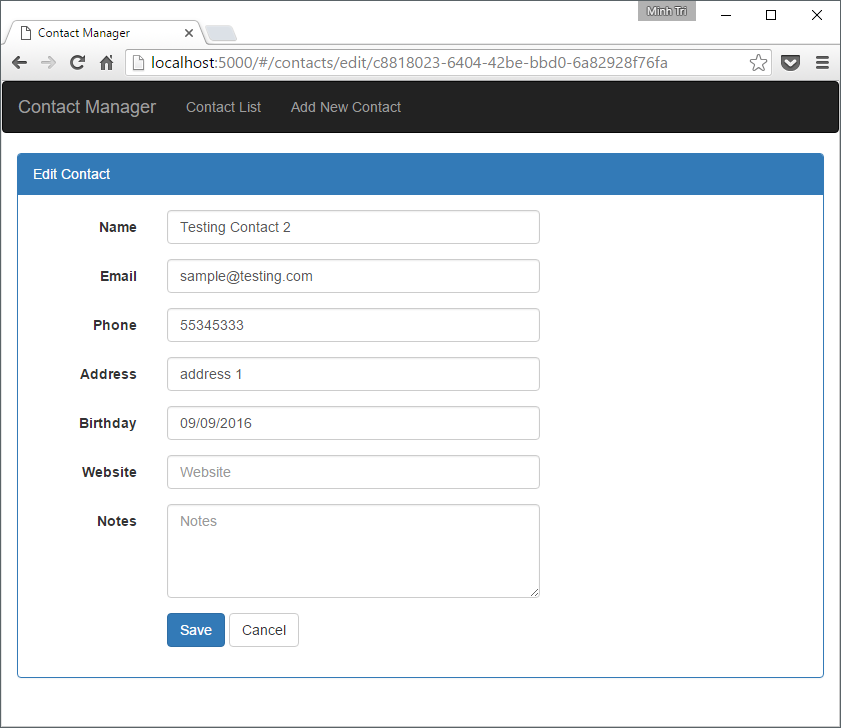 Minh Tri
Contact Manager
localhost:5000/#/contacts/edit/c8818023-6404-42be-bbd0-6a82928f76fa
Contact Manager Contact List Add New Contact
Edit Contact
Name Testing Contact 2
Email sample@testing.com
Phone 55345333
Address address 1
Birthday 09/09/2016
Website Website
Notes Notes
Save Cancel